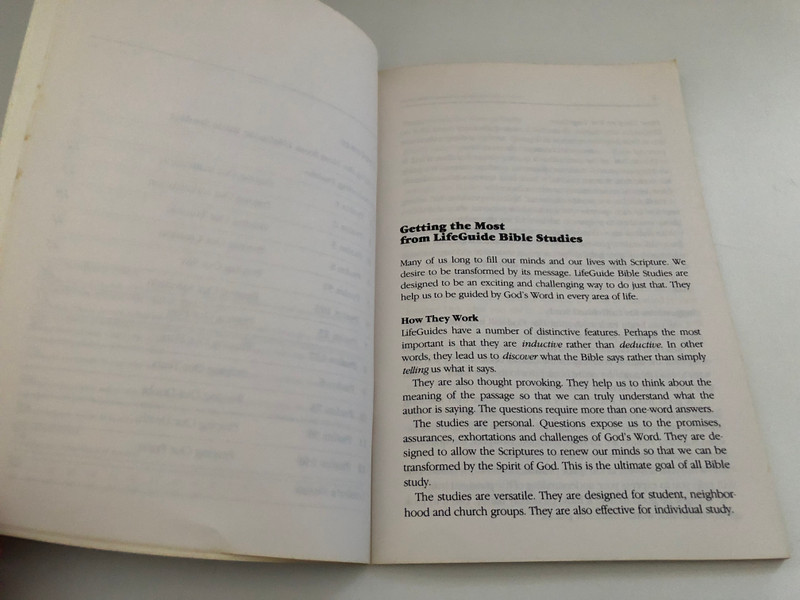 Getting the Most
from LifeGuide Bible Studies
Many of us long to fill our minds and our lives with Scripture. We
desire to be transformed by its message. LifeGuide Bible Studies are
designed to be an exciting and challenging way to do just that. They
help us to be guided by God's Word in every area of life.
How They Work
LifeGuides have a number of distinctive features. Perhaps the most
important is that they are inductive rather than deductive. In other
words, they lead us to discover what the Bible says rather than simply
telling us what it says.
They are also thought provoking. They help us to think about the
meaning of the passage so that we can truly understand what the
author is saying. The questions require more than one-word answers.
The studies are personal. Questions expose us to the promises,
assurances, exhortations and challenges of God's Word. They are de-
signed to allow the Scriptures to renew our minds so that we can be
transformed by the Spirit of God. This is the ultimate goal of all Bible
study.
The studies are versatile. They are designed for student, neighbor-
hood and church groups. They are also effective for individual study.